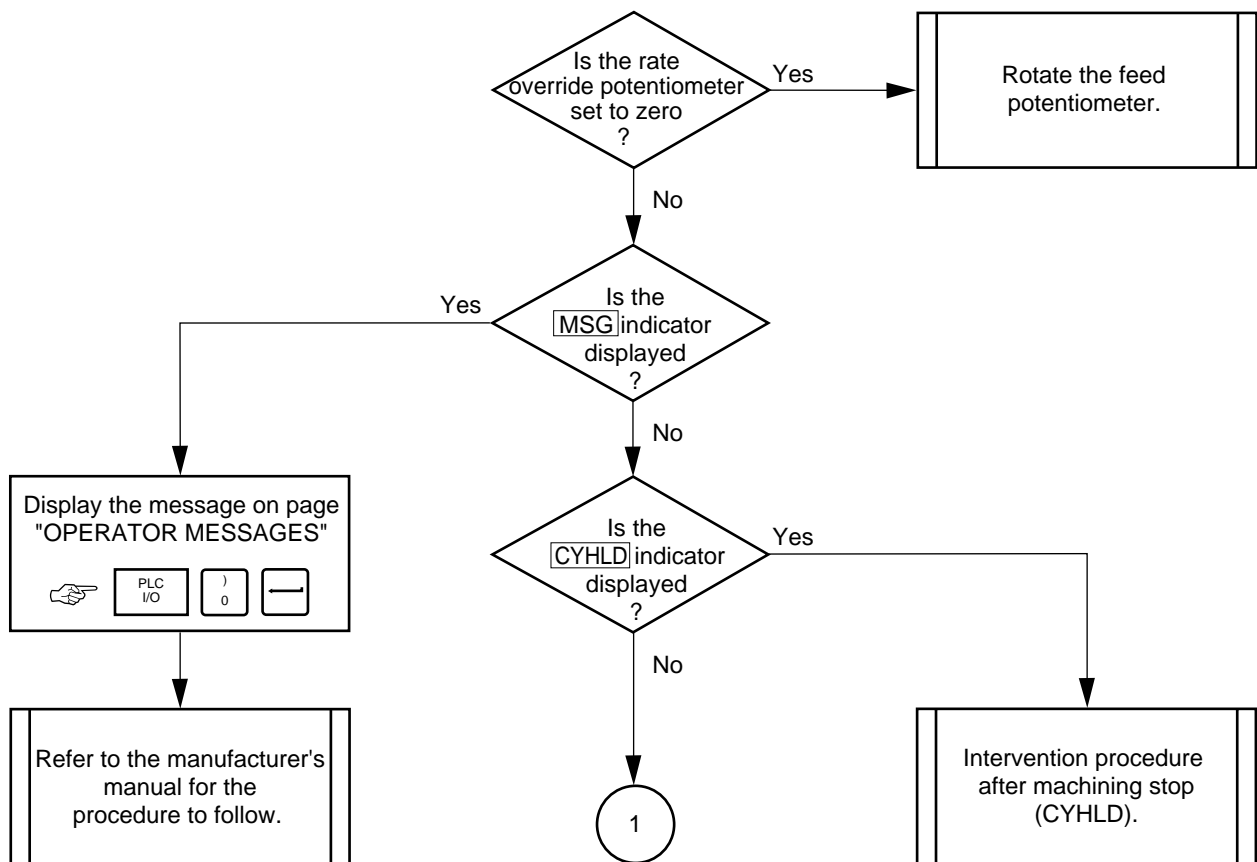 Is the rate
override potentiometer
set to zero
?
Yes
Rotate the feed
potentiometer.
No
Is the
MSG indicator
displayed
?
Yes
No
Display the message on page
"OPERATOR MESSAGES"
PLC
I/O
)
0
Is the
CYHLD indicator
displayed
?
Yes
No
Refer to the manufacturer's
manual for the
procedure to follow.
1
Intervention procedure
after machining stop
(CYHLD).